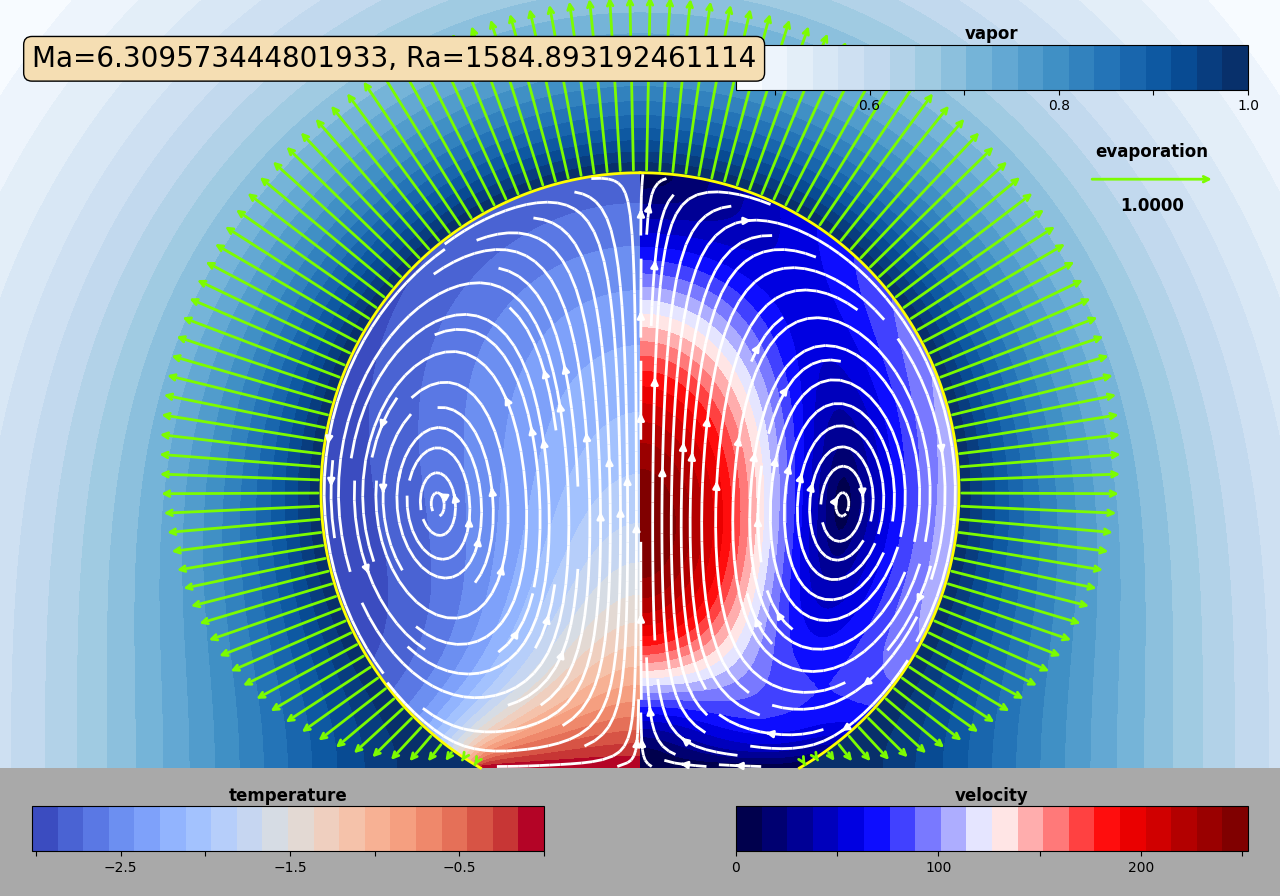 vapor
Ma=6.309573444801933, Ra=1584.893192461114
0.6 0.8 1.0
evaporation
1.0000
temperature velocity
−2.5 −1.5 −0.5 0 100 200